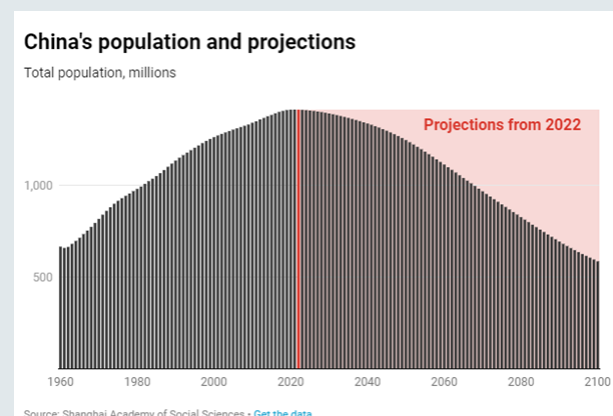 China's population and projections
Total population, millions
Projections from 2022
1,000
500
1960 1980 2000 2020 2040 2060 2080 2100
Source: Shanghai Academy of Social Sciences • Get the data